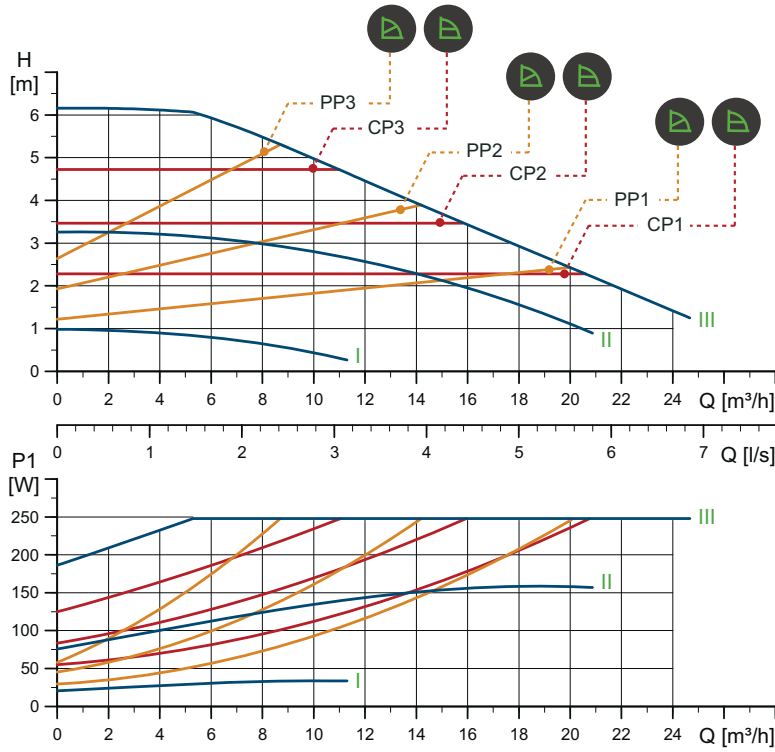 H
[m]
PP3
CP3
PP2
CP2
PP1
CP1
6
5
4
3
2
1
0
I
II
III
0 2 4 6 8 10 12 14 16 18 20 22 24 Q [m³/h]
0 1 2 3 4 5 6 7 Q [l/s]
P1
[W]
250
200
150
100
50
0
III
II
I
0 2 4 6 8 10 12 14 16 18 20 22 24 Q [m³/h]